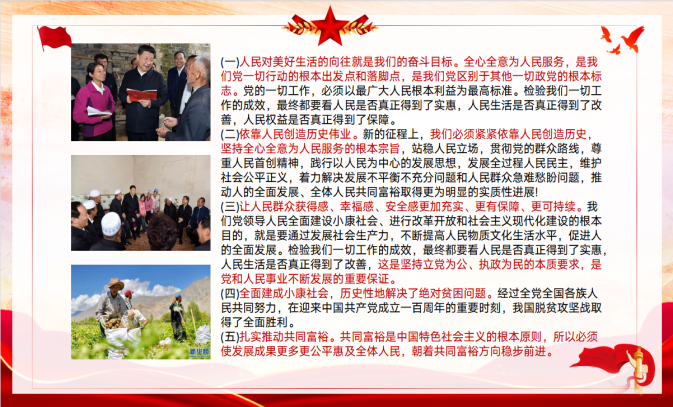 (一)人民对美好生活的向往就是我们的奋斗目标。全心全意为人民服务，是我
们党一切行动的根本出发点和落脚点，是我们党区别于其他一切政党的根本标
志。党的一切工作，必须以最广大人民根本利益为最高标准。检验我们一切工
作的成效，最终都要看人民是否真正得到了实惠，人民生活是否真正得到了改
善，人民权益是否真正得到了保障。
(二)依靠人民创造历史伟业。新的征程上，我们必须紧紧依靠人民创造历史，
坚持全心全意为人民服务的根本宗旨，站稳人民立场，贯彻党的群众路线，尊
重人民首创精神，践行以人民为中心的发展思想，发展全过程人民民主，维护
社会公平正义，着力解决发展不平衡不充分问题和人民群众急难愁盼问题，推
动人的全面发展、全体人民共同富裕取得更为明显的实质性进展!
(三)让人民群众获得感、幸福感、安全感更加充实、更有保障、更可持续。我
们党领导人民全面建设小康社会、进行改革开放和社会主义现代化建设的根本
目的，就是要通过发展社会生产力，不断提高人民物质文化生活水平，促进人
的全面发展。检验我们一切工作的成效，最终都要看人民是否真正得到了实惠，
人民生活是否真正得到了改善，这是坚持立党为公、执政为民的本质要求，是
党和人民事业不断发展的重要保证。
(四)全面建成小康社会，历史性地解决了绝对贫困问题。经过全党全国各族人
民共同努力，在迎来中国共产党成立一百周年的重要时刻，我国脱贫攻坚战取
得了全面胜利。
(五)扎实推动共同富裕。共同富裕是中国特色社会主义的根本原则，所以必须
使发展成果更多更公平惠及全体人民，朝着共同富裕方向稳步前进。